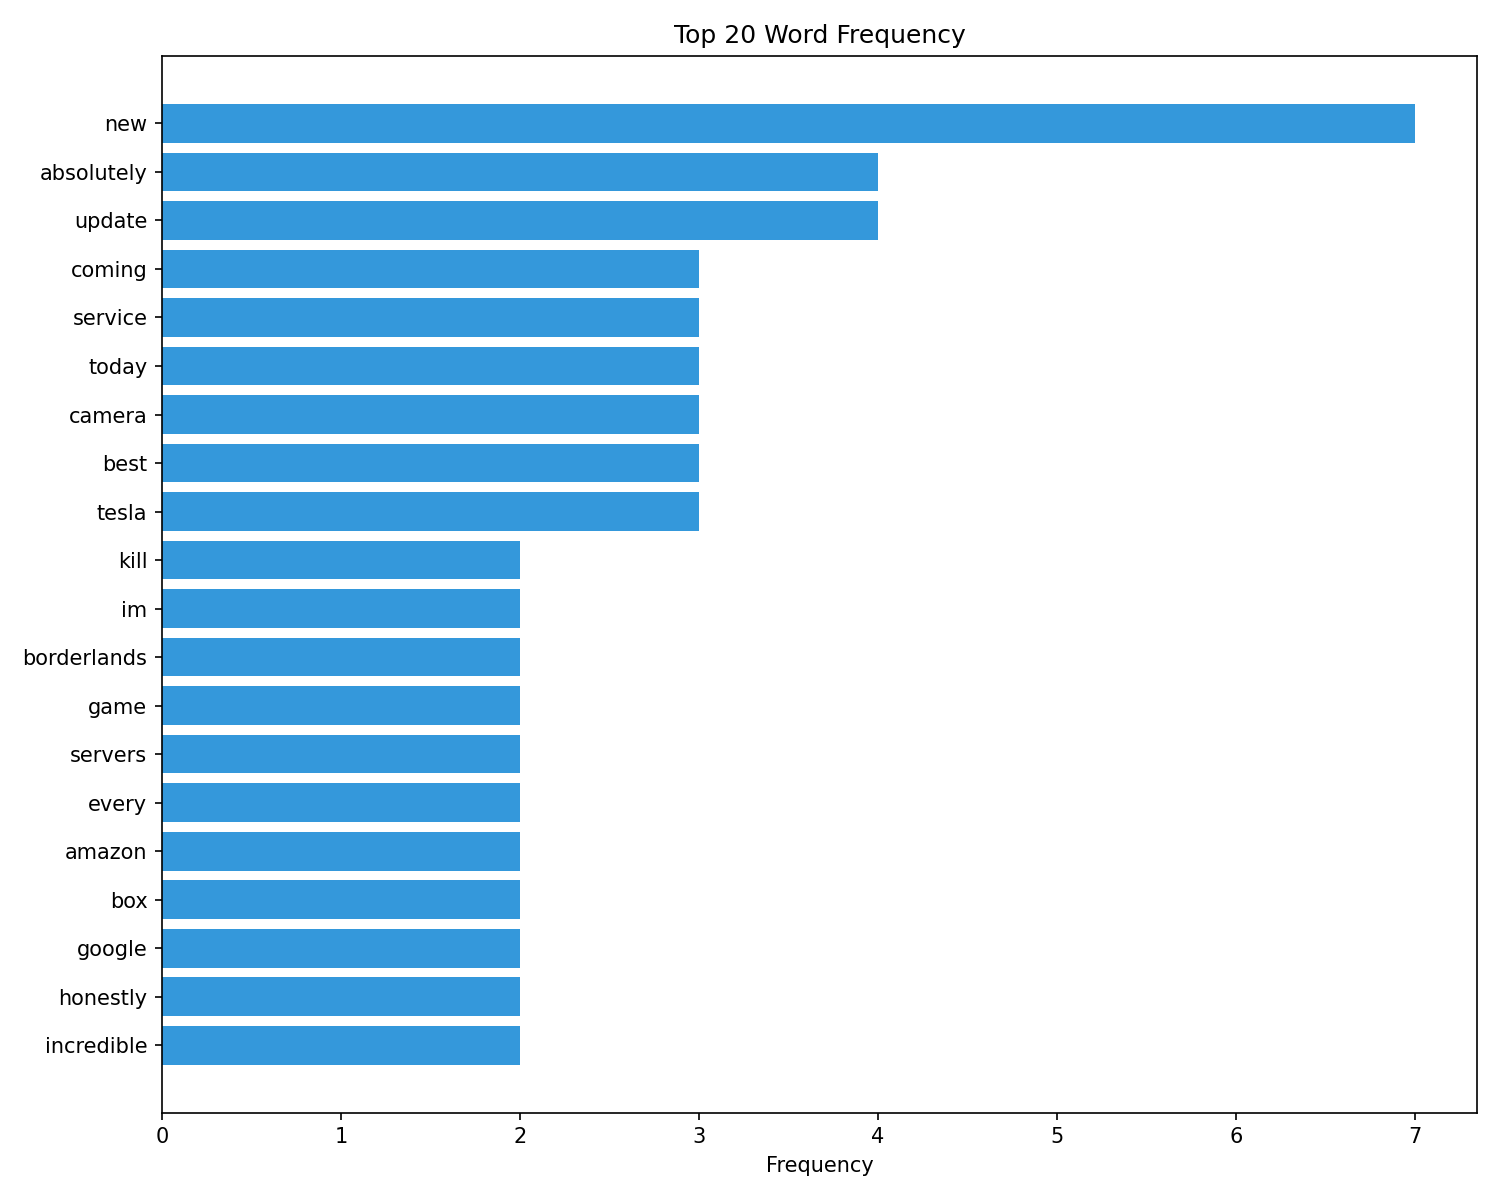 Top 20 Word Frequency
new
absolutely
update
coming
service
today
camera
best
tesla
kill
im
borderlands
game
servers
every
amazon
box
google
honestly
incredible
0 1 2 3 4 5 6 7
Frequency